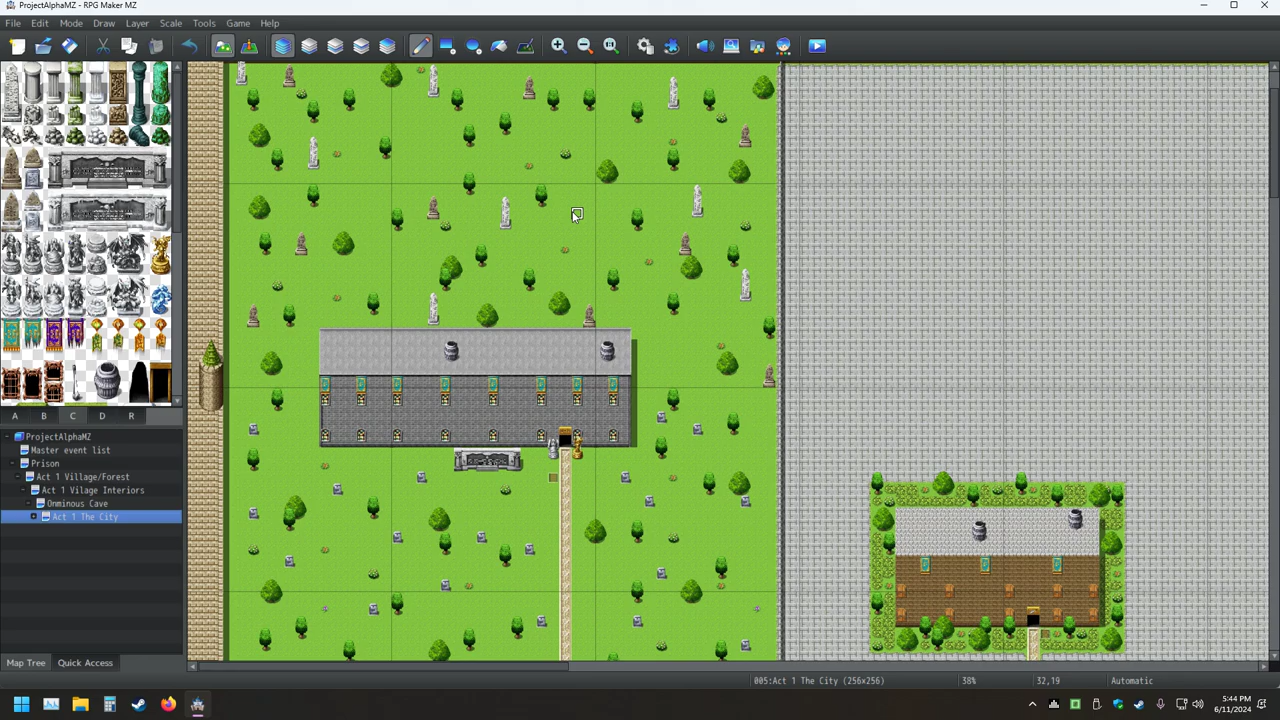 ProjectAlphaMZ - RPG Maker MZ
File Edit Mode Draw Layer Scale Tools Game Help
A B C D R
ProjectAlphaMZ
Master event list
Prison
Act 1 Village/Forest
Act 1 Vilage Interiors
Onminous Cave
Act 1 The City
Map Tree Quick Access
005:Act 1 The City (256x256) 38% 32,19 Automatic
5:44 PM
6/11/2024